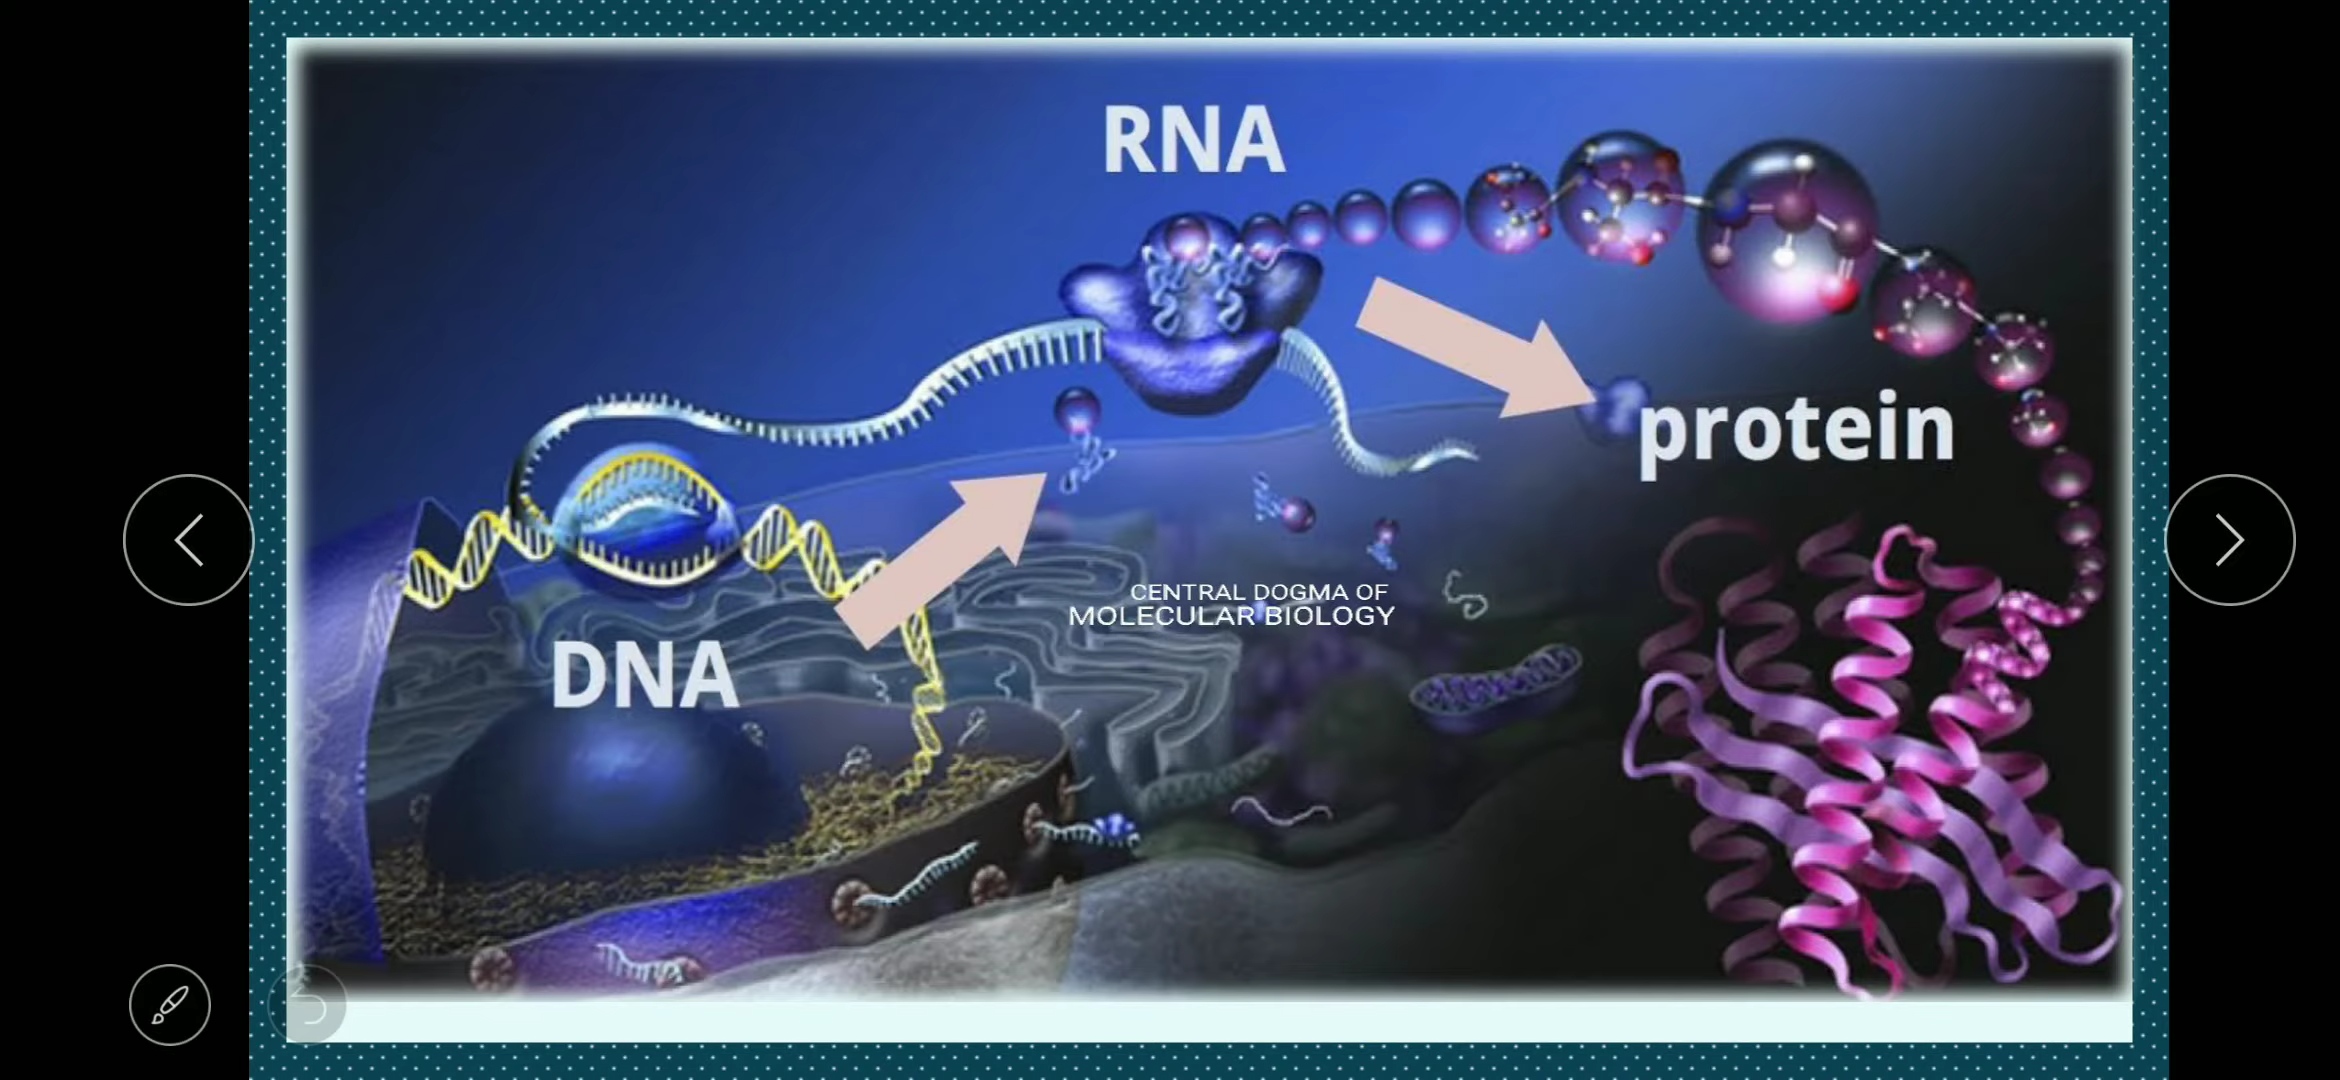 RNA
protein
CENTRAL DOGMA OF
MOLECULAR BIOLOGY
DNA